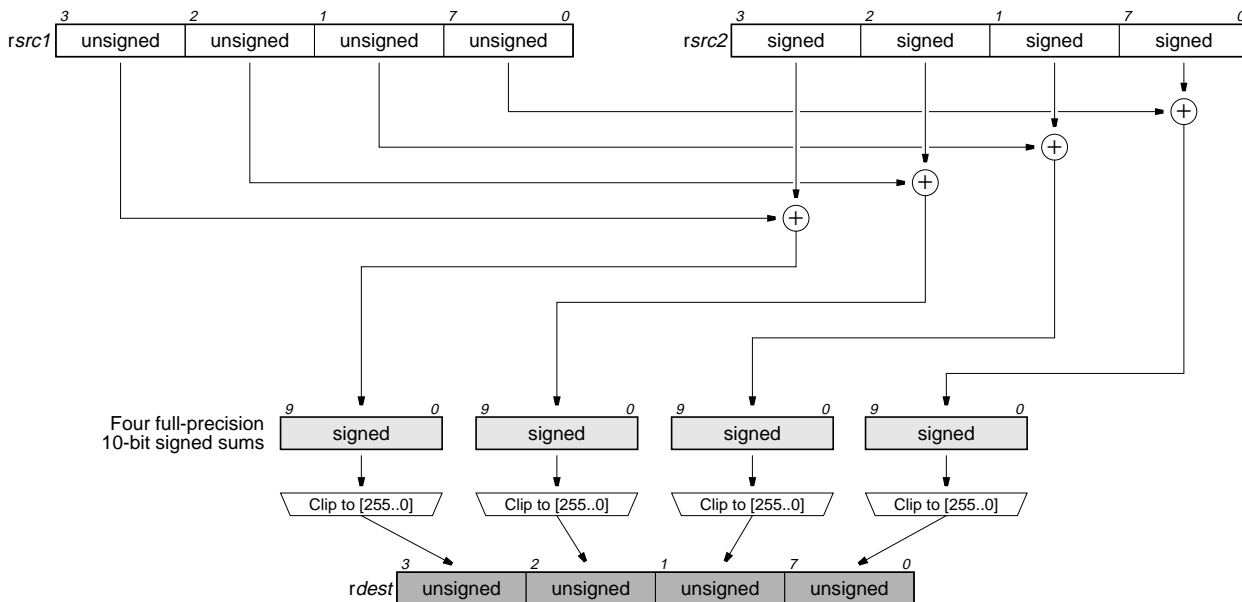 3 2 1 7 0 3 2 1 7 0
rsrc1 unsigned unsigned unsigned unsigned rsrc2 signed signed signed signed
+
+
+
+
9 0 9 0 9 0 9 0
Four full-precision
10-bit signed sums
signed signed signed signed
Clip to [255..0] Clip to [255..0] Clip to [255..0] Clip to [255..0]
3 2 1 7 0
rdest unsigned unsigned unsigned unsigned